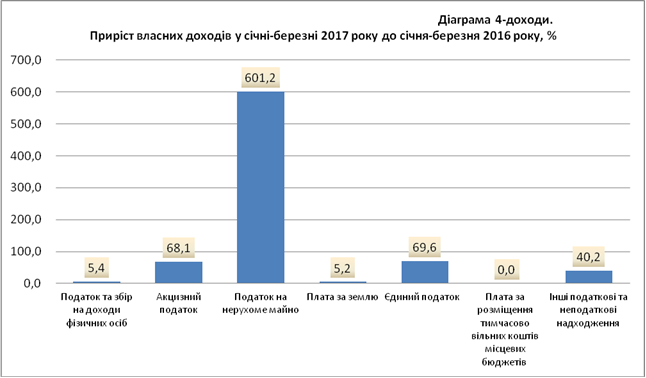 Діаграма 4-доходи.
Приріст власних доходів у січні-березні 2017 року до січня-березня 2016 року, %
700,0
600,0
500,0
400,0
300,0
200,0
100,0
0,0
5,4
68,1
601,2
5,2
69,6
0,0
40,2
Податок та збір
на доходи
фізичних осіб
Акцизний
податок
Податок на
нерухоме майно
Плата за землю
Єдиний податок
Плата за
розміщення
тимчасово
вільних коштів
місцевих
бюджетів
Інші податкові та
неподаткові
надходження